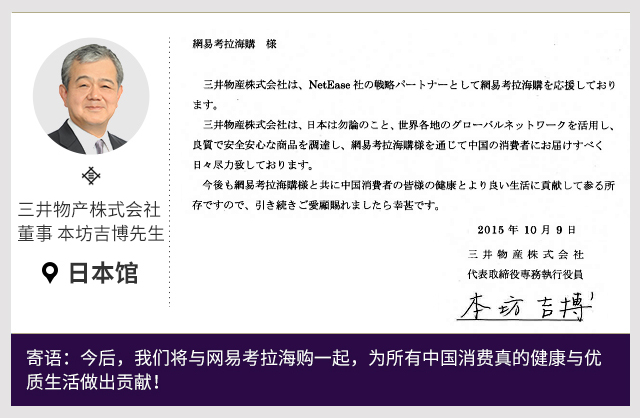 三井物产株式会社
董事 本坊吉博先生
日本馆
網易考拉海購　様
三井物産株式会社は、NetEase 社の戦略パートナーとして網易考拉海購を応援しており
ます。
三井物産株式会社は、日本は勿論のこと、世界各地のグローバルネットワークを活用し、
良質で安全安心な商品を調達し、網易考拉海購様を通じて中国の消費者にお届けすべく
日々尽力致しております。
今後も網易考拉海購様と共に中国消費者の皆様の健康とより良い生活に貢献して参る所
存ですので、引き続きご愛顧賜れましたら幸甚です。
2015 年 10 月 9 日
三 井 物 産 株 式 会 社
代表取締役専務執行役員
本坊吉博
寄语：今后，我们将与网易考拉海购一起，为所有中国消费真的健康与优
质生活做出贡献！